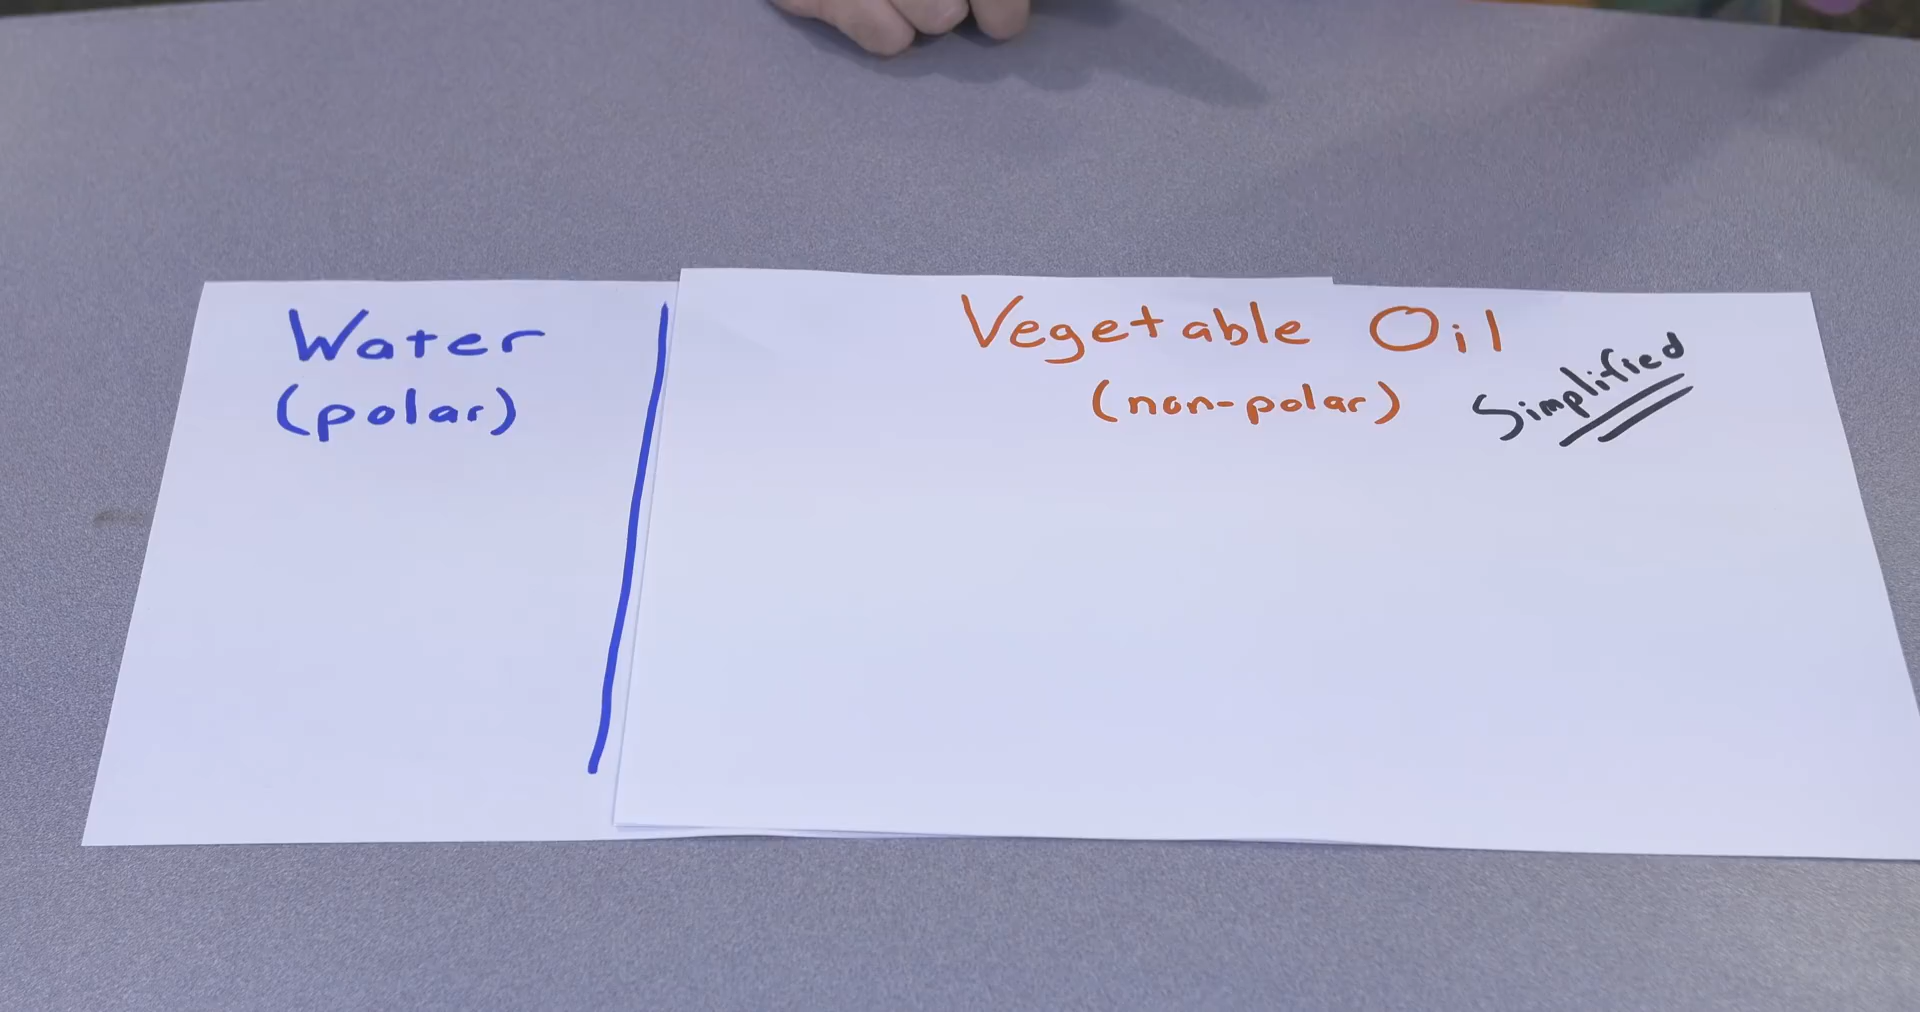 Water
(polar)
Vegetable Oil
(non-polar)
Simplified